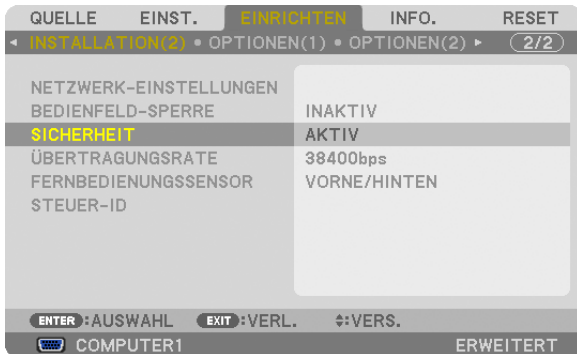 QUELLE EINST. EINRICHTEN INFO. RESET
◄ INSTALLATION(2) • OPTIONEN(1) • OPTIONEN(2) ► 2/2
NETZWERK-EINSTELLUNGEN
BEDIENFELD-SPERRE INAKTIV
SICHERHEIT AKTIV
ÜBERTRAGUNGSRATE 38400bps
FERNBEDIENUNGSSENSOR VORNE/HINTEN
STEUER-ID
ENTER :AUSWAHL EXIT :VERL. :VERS.
COMPUTER1 ERWEITERT